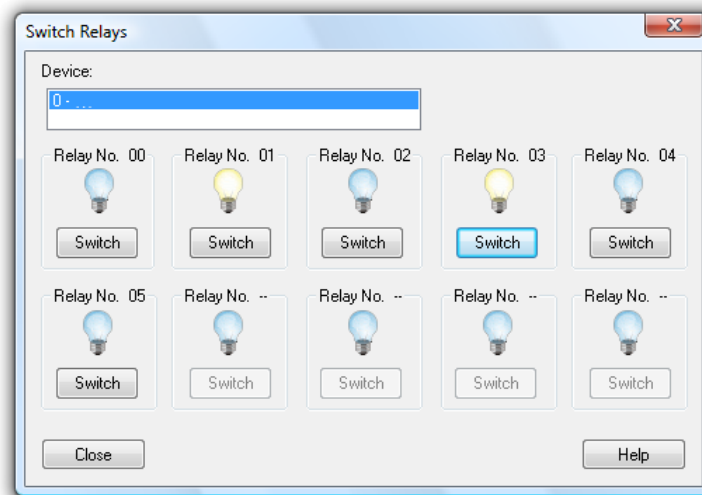 Switch Relays
Device:
0 - ...
Relay No. 00 Relay No. 01 Relay No. 02 Relay No. 03 Relay No. 04
Switch Switch Switch Switch Switch
Relay No. 05 Relay No. -- Relay No. -- Relay No. -- Relay No. --
Switch Switch Switch Switch Switch
Close Help